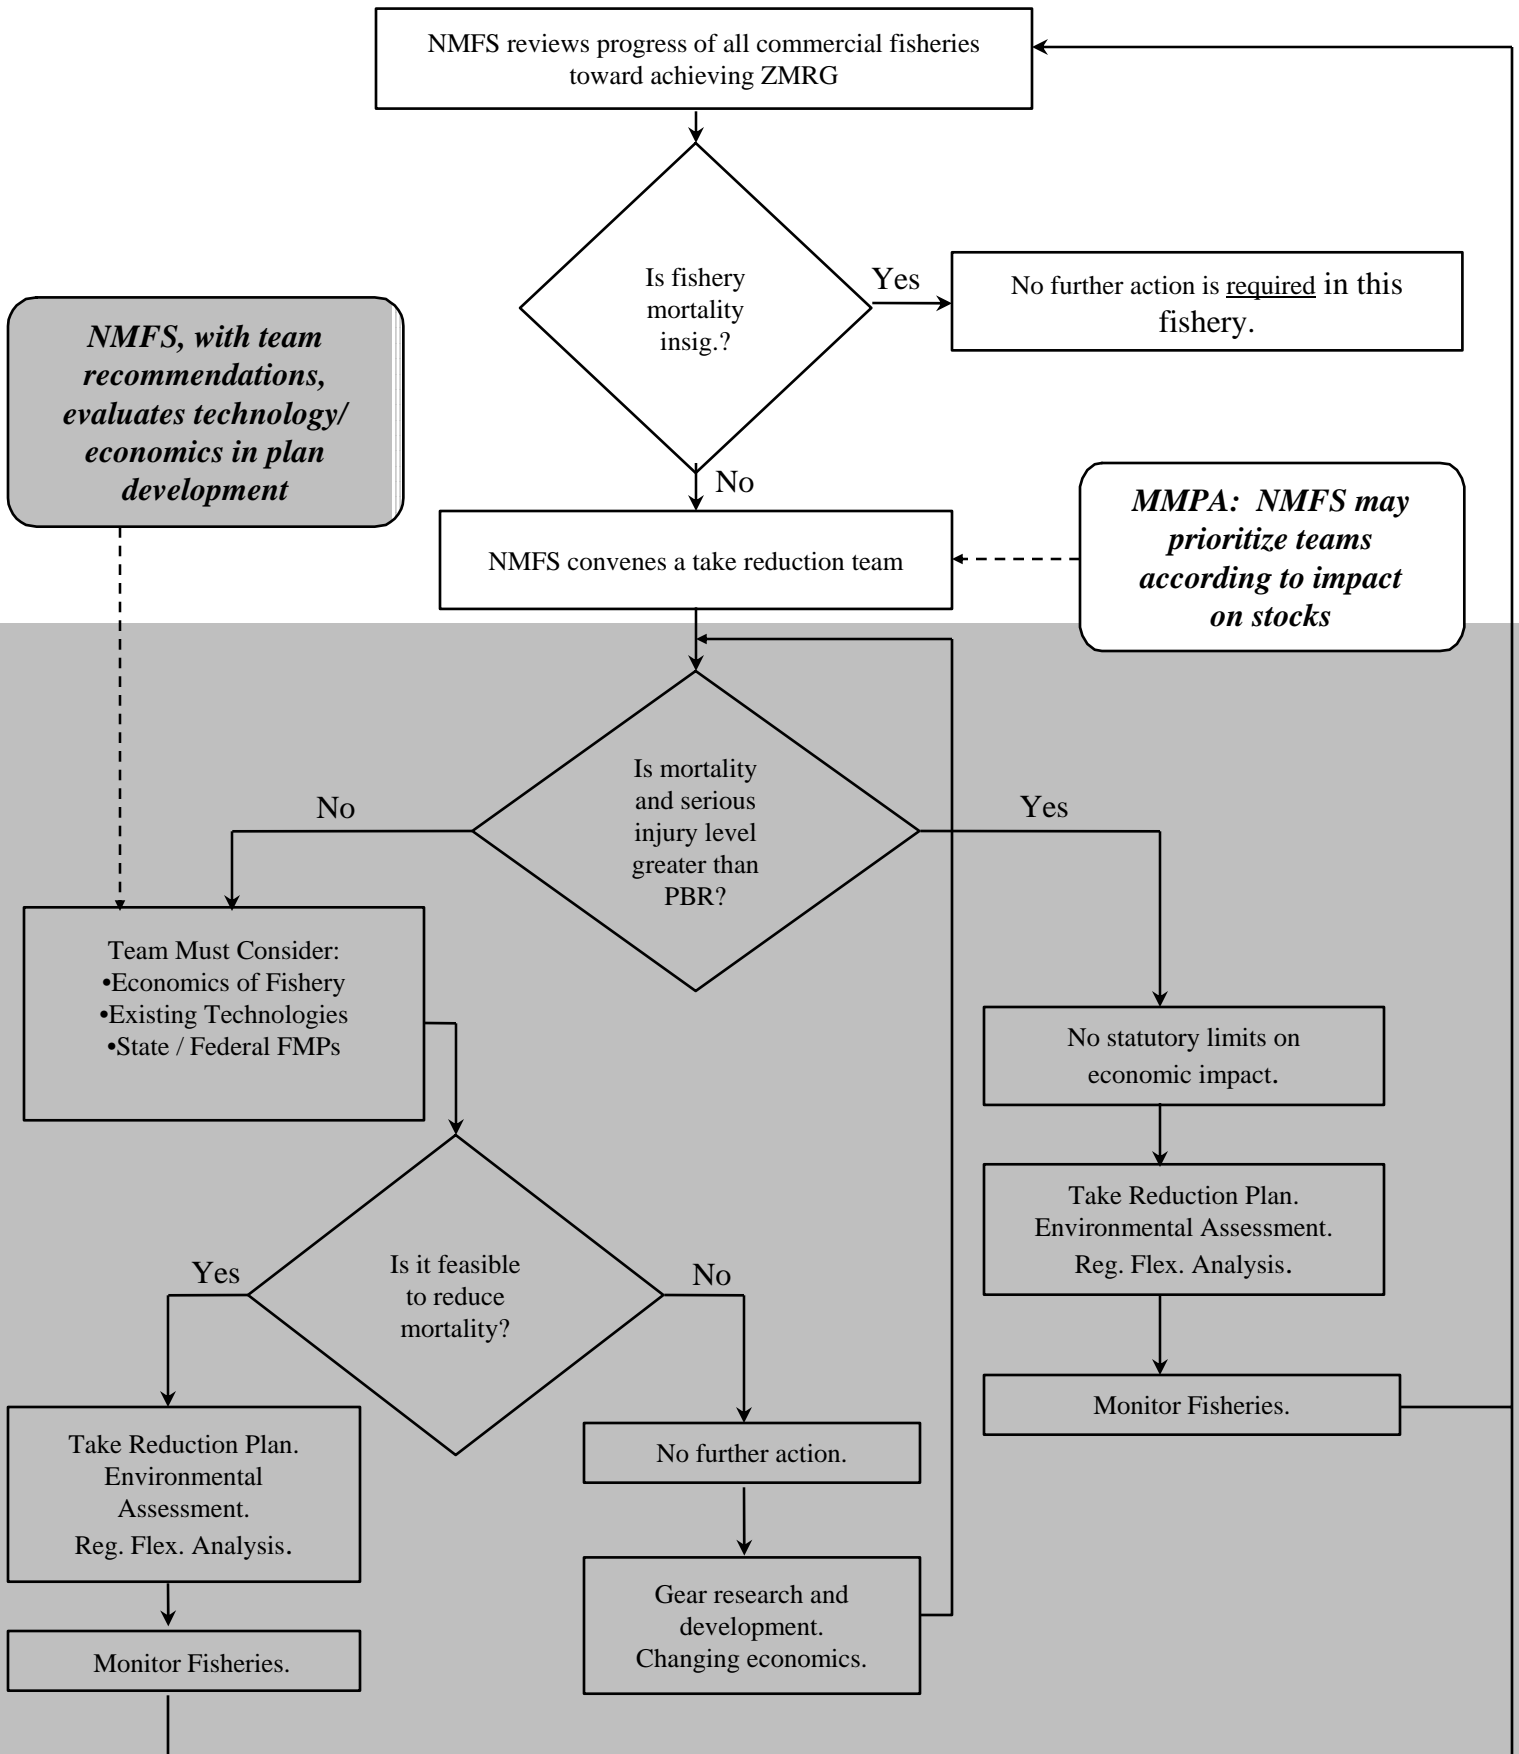 NMFS reviews progress of all commercial fisheries
toward achieving ZMRG
Is fishery
mortality
insig.?
Yes
No further action is required in this
fishery.
NMFS, with team
recommendations,
evaluates technology/
economics in plan
development
No
NMFS convenes a take reduction team
MMPA:  NMFS may
prioritize teams
according to impact
on stocks
Is mortality
and serious
injury level
greater than
PBR?
No
Yes
Team Must Consider:
•Economics of Fishery
•Existing Technologies
•State / Federal FMPs
No statutory limits on
economic impact.
Take Reduction Plan.
Environmental Assessment.
Reg. Flex. Analysis.
Is it feasible
to reduce
mortality?
Yes
No
Monitor Fisheries.
Take Reduction Plan.
Environmental
Assessment.
Reg. Flex. Analysis.
No further action.
Gear research and
development.
Changing economics.
Monitor Fisheries.